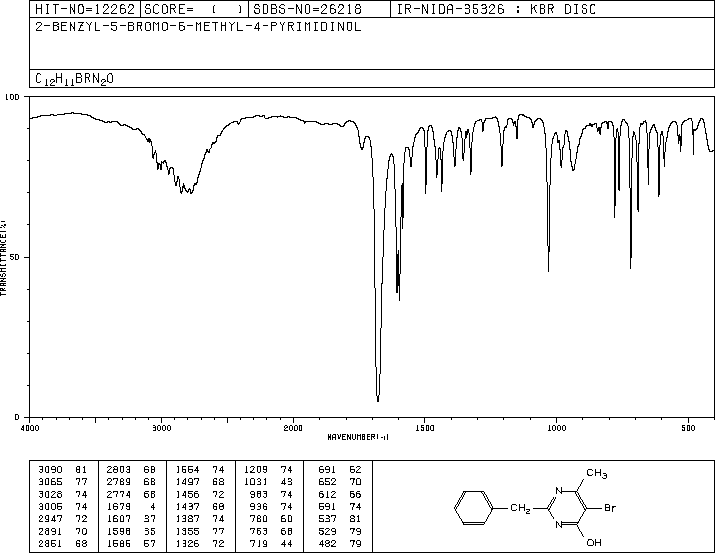 HIT-NO=12262 SCORE= ( ) SDBS-NO=26218 IR-NIDA-35326 : KBR DISC
2-BENZYL-5-BROMO-6-METHYL-4-PYRIMIDINOL
C12H11BRN2O
100
50
0
TRANSMITTANCE(%)
4000 3000 2000 1500 1000 500
WAVENUMBER(-1)
3090 81 2803 68 1554 74 1209 74 691 62
3065 77 2789 68 1497 68 1031 43 652 70
3028 74 2774 68 1456 72 983 74 612 66
3005 74 1679 4 1437 68 936 74 591 74
2947 72 1607 37 1387 74 780 60 537 81
2891 70 1598 35 1355 77 763 68 529 79
2851 68 1586 57 1326 72 719 44 482 79
CH3
N
CH2
Br
N
OH